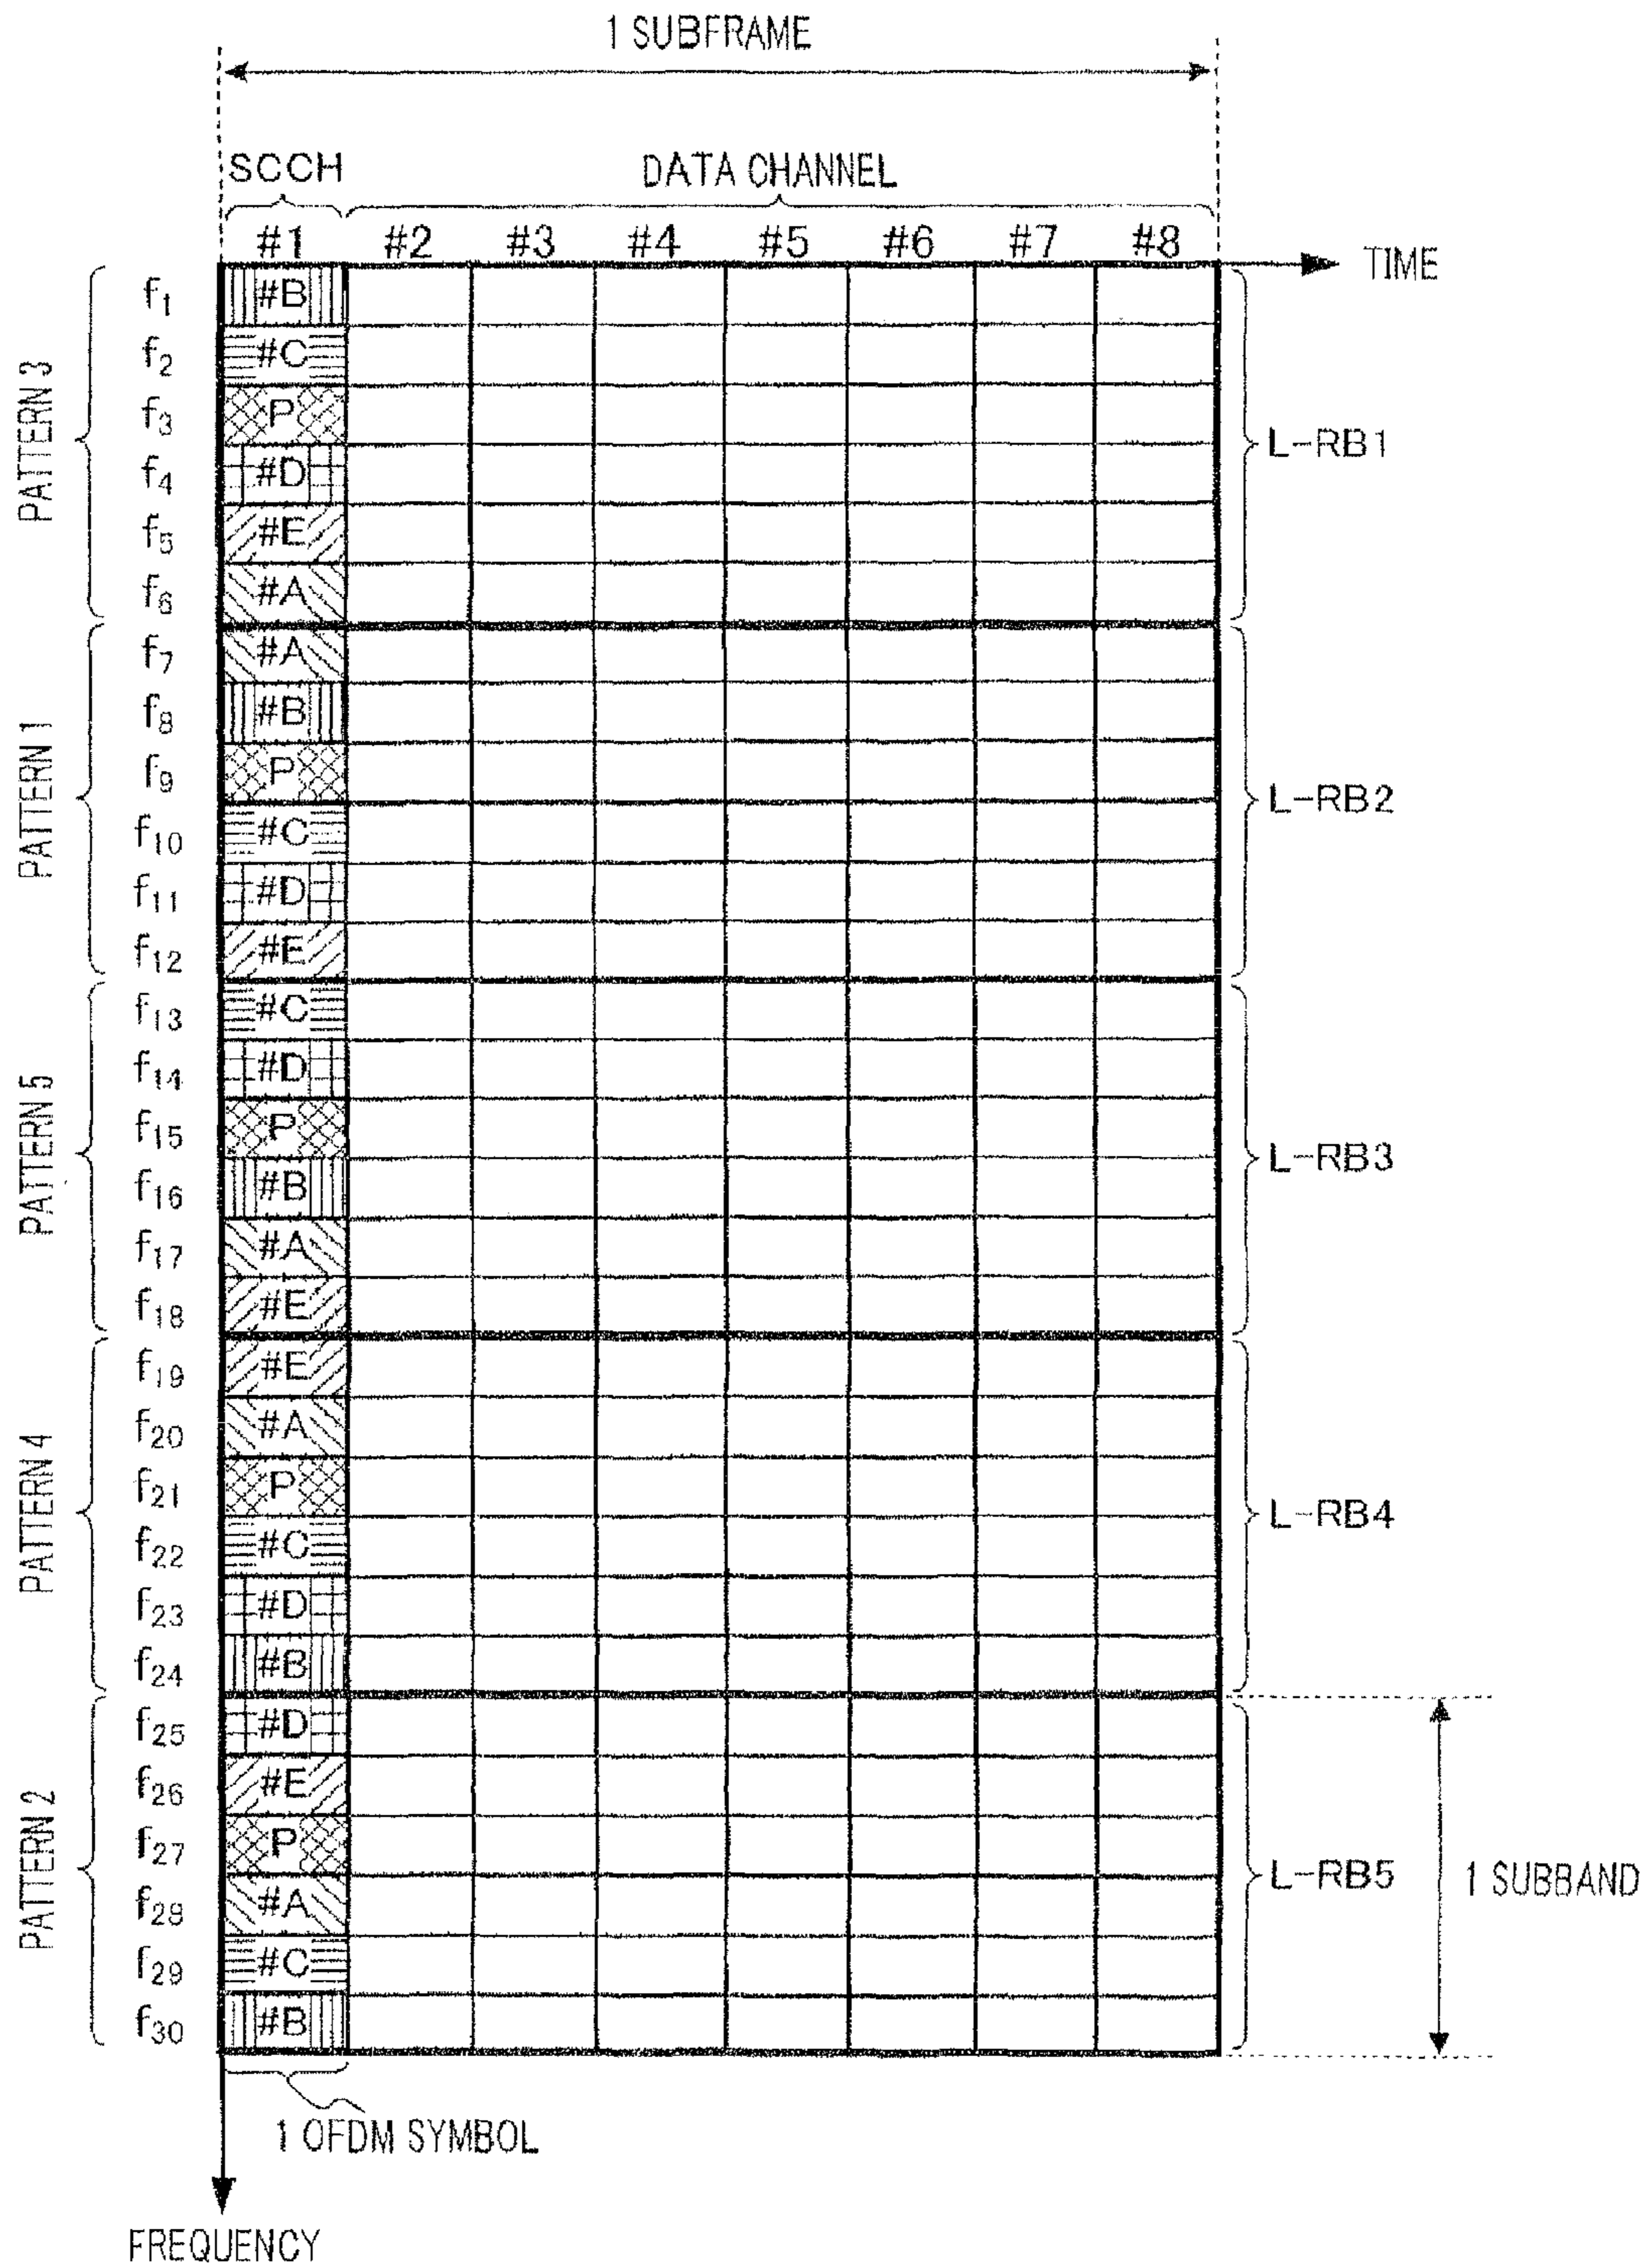 1 SUBFRAME
SCCH DATA CHANNEL
#1 #2 #3 #4 #5 #6 #7 #8 TIME
f1 #B
f2 #C
f3 P
f4 #D
f5 #E
f6 #A
PATTERN 3
L-RB1
f7 #A
f8 #B
f9 P
f10 #C
f11 #D
f12 #E
PATTERN 1
L-RB2
f13 #C
f14 #D
f15 P
f16 #B
f17 #A
f18 #E
PATTERN 5
L-RB3
f19 #E
f20 #A
f21 P
f22 #C
f23 #D
f24 #B
PATTERN 4
L-RB4
f25 #D
f26 #E
f27 P
f28 #A
f29 #C
f30 #B
PATTERN 2
L-RB5
1 SUBBAND
1 OFDM SYMBOL
FREQUENCY